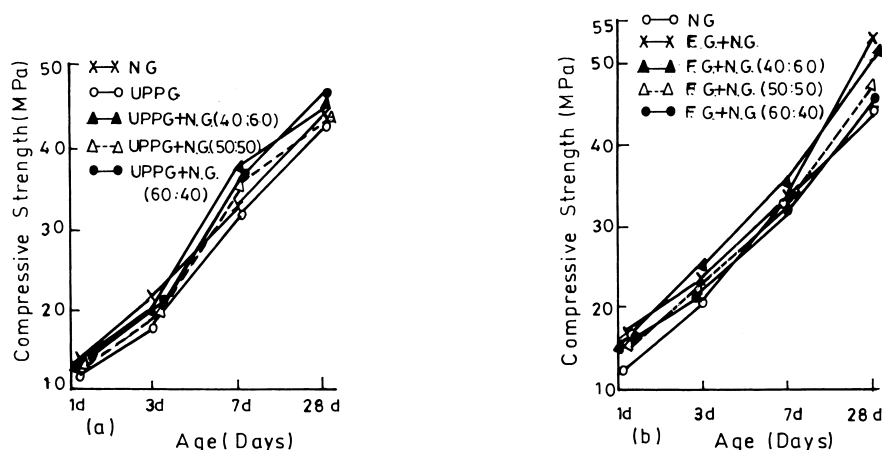 50
40
30
20
10
Compressive Strength (MPa)
x-x NG
o-o UPPG
▲-▲ UPPG+N.G(40:60)
△--△ UPPG+N.G(50:50)
●-● UPPG+N.G.
(60:40)
1d 3d 7d 28 d
(a)
Age(Days)
55
50
40
30
20
10
Compressive Strength (MPa)
o-o NG
x-x F.G.+N.G.
▲-▲ F.G+N.G.(40:60)
△--△ F.G+N.G.(50:50)
●-● F.G+N.G.(60:40)
1d 3d 7d 28 d
(b)
Age (Days)